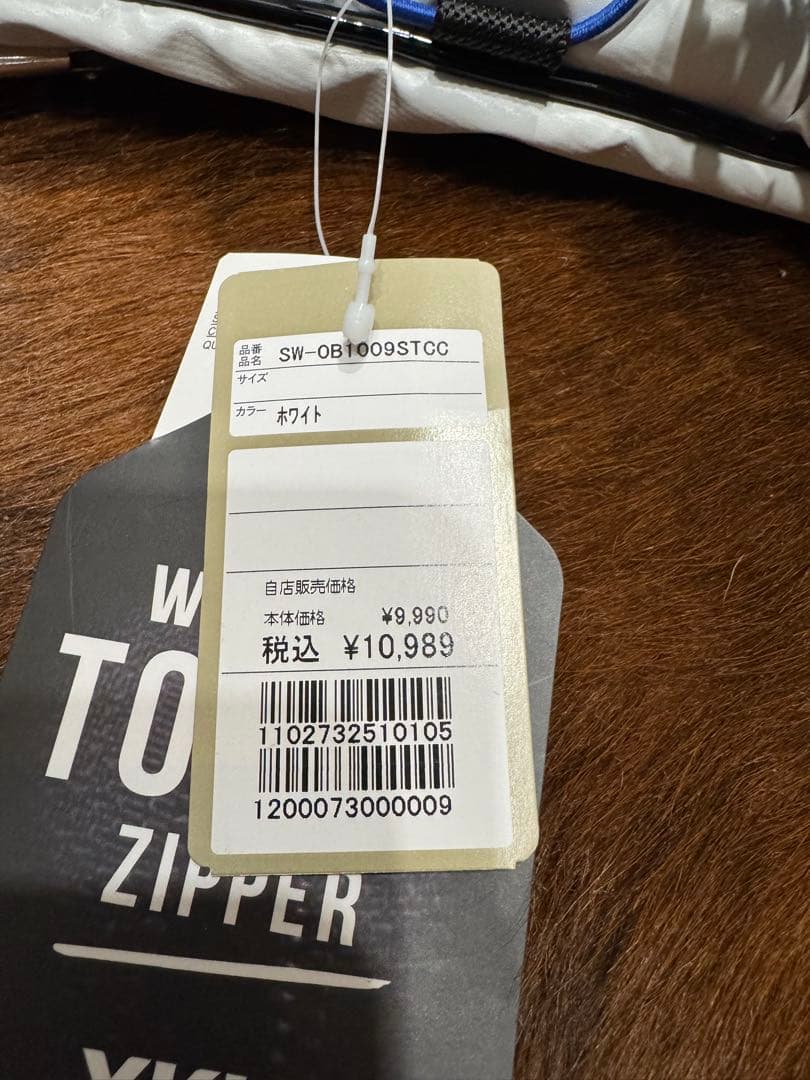 品番
品名 SW-OB1009STCC
サイズ
カラー ホワイト
自店販売価格
本体価格 ¥9,990
税込 ¥10,989
1102732510105
1200073000009
W
TO
ZIPPER